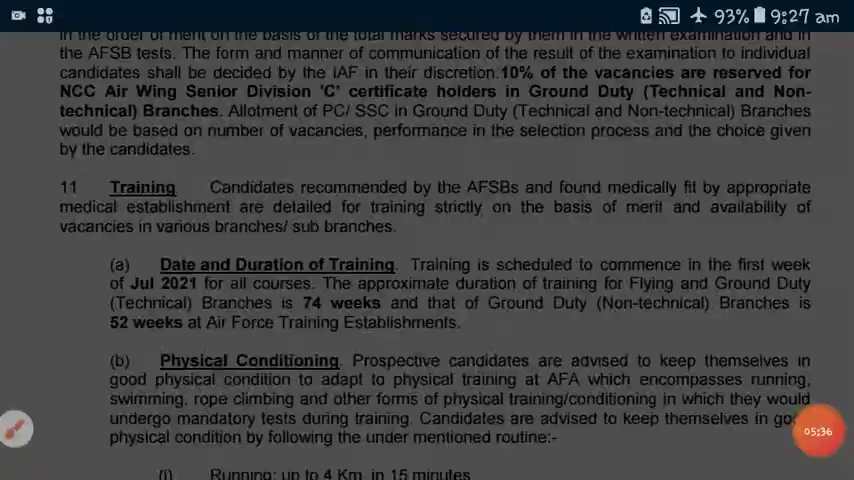 93% 9:27 am
in the order of merit on the basis of the total marks secured by them in the written examination and in
the AFSB tests. The form and manner of communication of the result of the examination to individual
candidates shall be decided by the IAF in their discretion.10% of the vacancies are reserved for
NCC Air Wing Senior Division 'C' certificate holders in Ground Duty (Technical and Non-
technical) Branches. Allotment of PC/ SSC in Ground Duty (Technical and Non-technical) Branches
would be based on number of vacancies, performance in the selection process and the choice given
by the candidates.
11 Training Candidates recommended by the AFSBs and found medically fit by appropriate
medical establishment are detailed for training strictly on the basis of merit and availability of
vacancies in various branches/ sub branches.
(a) Date and Duration of Training. Training is scheduled to commence in the first week
of Jul 2021 for all courses. The approximate duration of training for Flying and Ground Duty
(Technical) Branches is 74 weeks and that of Ground Duty (Non-technical) Branches is
52 weeks at Air Force Training Establishments.
(b) Physical Conditioning. Prospective candidates are advised to keep themselves in
good physical condition to adapt to physical training at AFA which encompasses running,
swimming, rope climbing and other forms of physical training/conditioning in which they would
undergo mandatory tests during training. Candidates are advised to keep themselves in
05:36
physical condition by following the under mentioned routine:-
(i) Running: up to 4 Km in 15 minutes